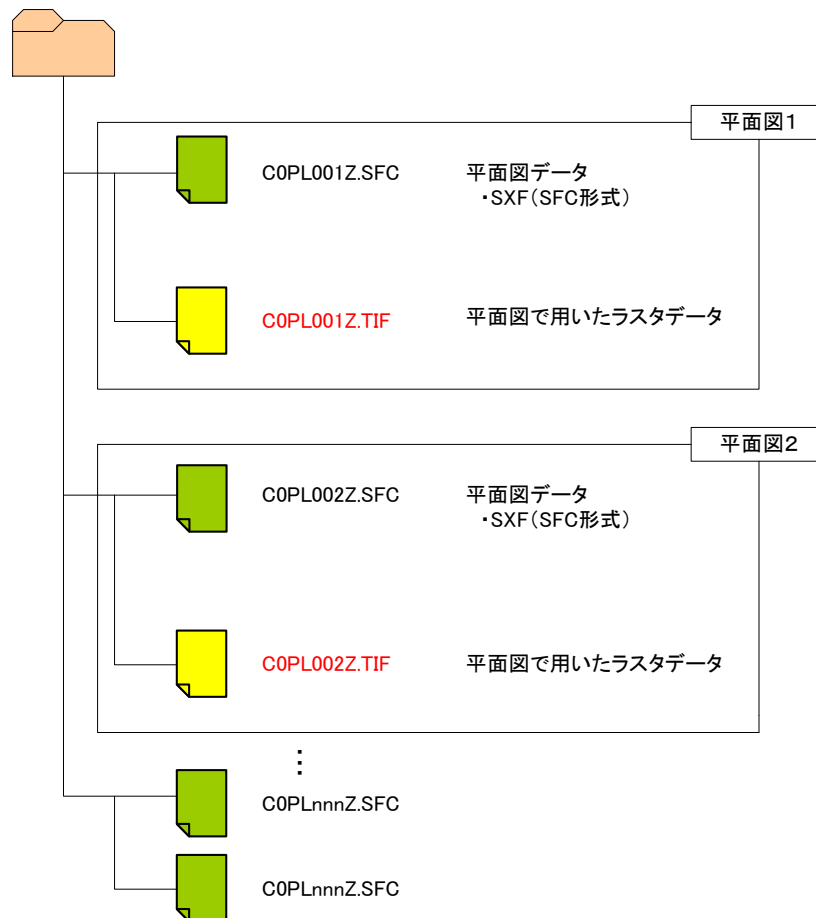 平面図1
C0PL001Z.SFC 平面図データ
・SXF(SFC形式)
C0PL001Z.TIF 平面図で用いたラスタデータ
平面図2
C0PL002Z.SFC 平面図データ
・SXF(SFC形式)
C0PL002Z.TIF 平面図で用いたラスタデータ
⋮
C0PLnnnZ.SFC
C0PLnnnZ.SFC